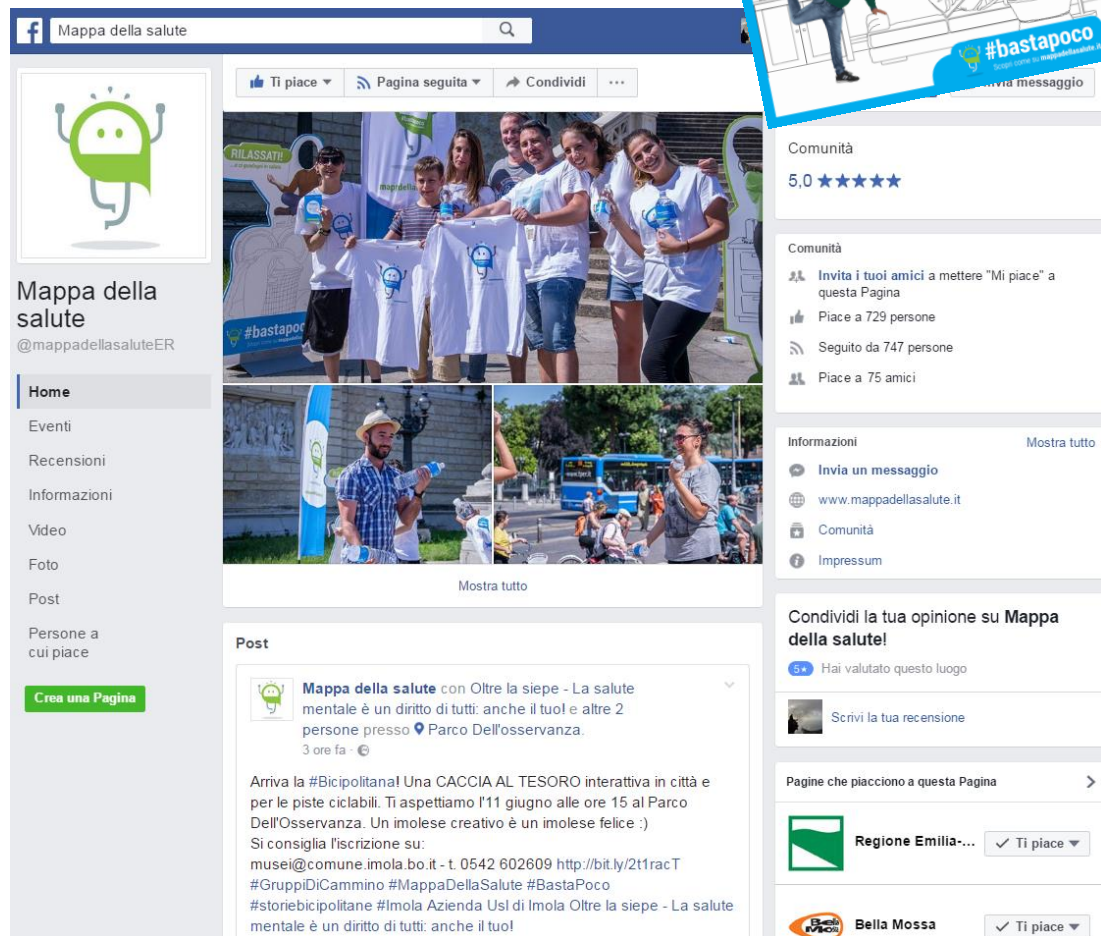 Mappa della salute
#bastapoco
Scopri come su mappadellasalute.it
Ti piace
Pagina seguita
Condividi
...
messaggio
Mappa della
salute
@mappadellasaluteER
Home
Eventi
Recensioni
Informazioni
Video
Foto
Post
Persone a
cui piace
Crea una Pagina
RILASSATI!
#bastapoc
Mostra tutto
Post
Mappa della salute con Oltre la siepe - La salute
mentale è un diritto di tutti: anche il tuo! e altre 2
persone presso Parco Dell'osservanza.
3 ore fa ·
Arriva la #Bicipolitana! Una CACCIA AL TESORO interattiva in città e
per le piste ciclabili. Ti aspettiamo l'11 giugno alle ore 15 al Parco
Dell'Osservanza. Un imolese creativo è un imolese felice :)
Si consiglia l'iscrizione su:
musei@comune.imola.bo.it - t. 0542 602609 http://bit.ly/2t1racT
#GruppiDiCammino #MappaDellaSalute #BastaPoco
#storiebicipolitane #Imola Azienda Usl di Imola Oltre la siepe - La salute
mentale è un diritto di tutti: anche il tuo!
Comunità
5,0
Comunità
Invita i tuoi amici a mettere "Mi piace" a
questa Pagina
Piace a 729 persone
Seguito da 747 persone
Piace a 75 amici
Informazioni
Mostra tutto
Invia un messaggio
www.mappadellasalute.it
Comunità
Impressum
Condividi la tua opinione su Mappa
della salute!
5★ Hai valutato questo luogo
Scrivi la tua recensione
Pagine che piacciono a questa Pagina
Regione Emilia-...
Ti piace
Bella Mossa
Ti piace